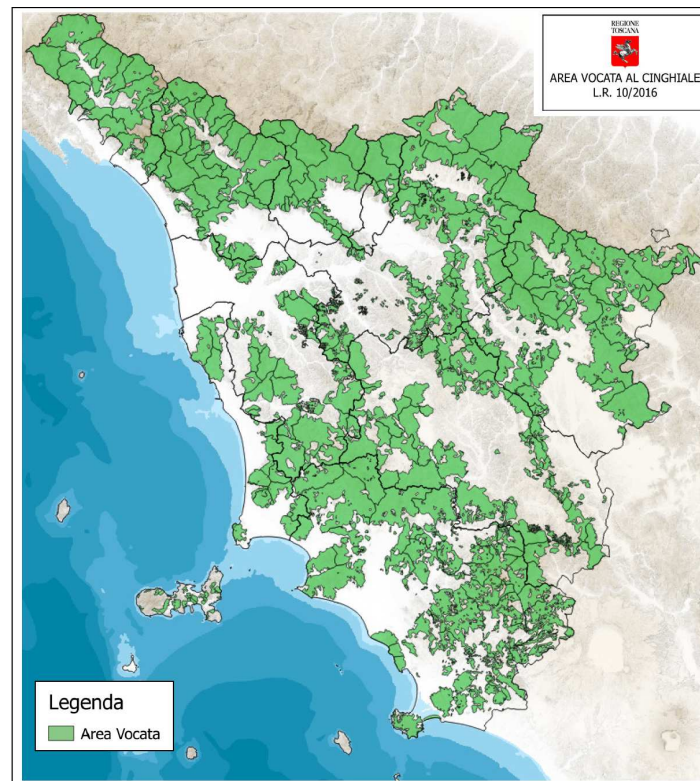 REGIONE
TOSCANA
AREA VOCATA AL CINGHIALE
L.R. 10/2016
Legenda
Area Vocata